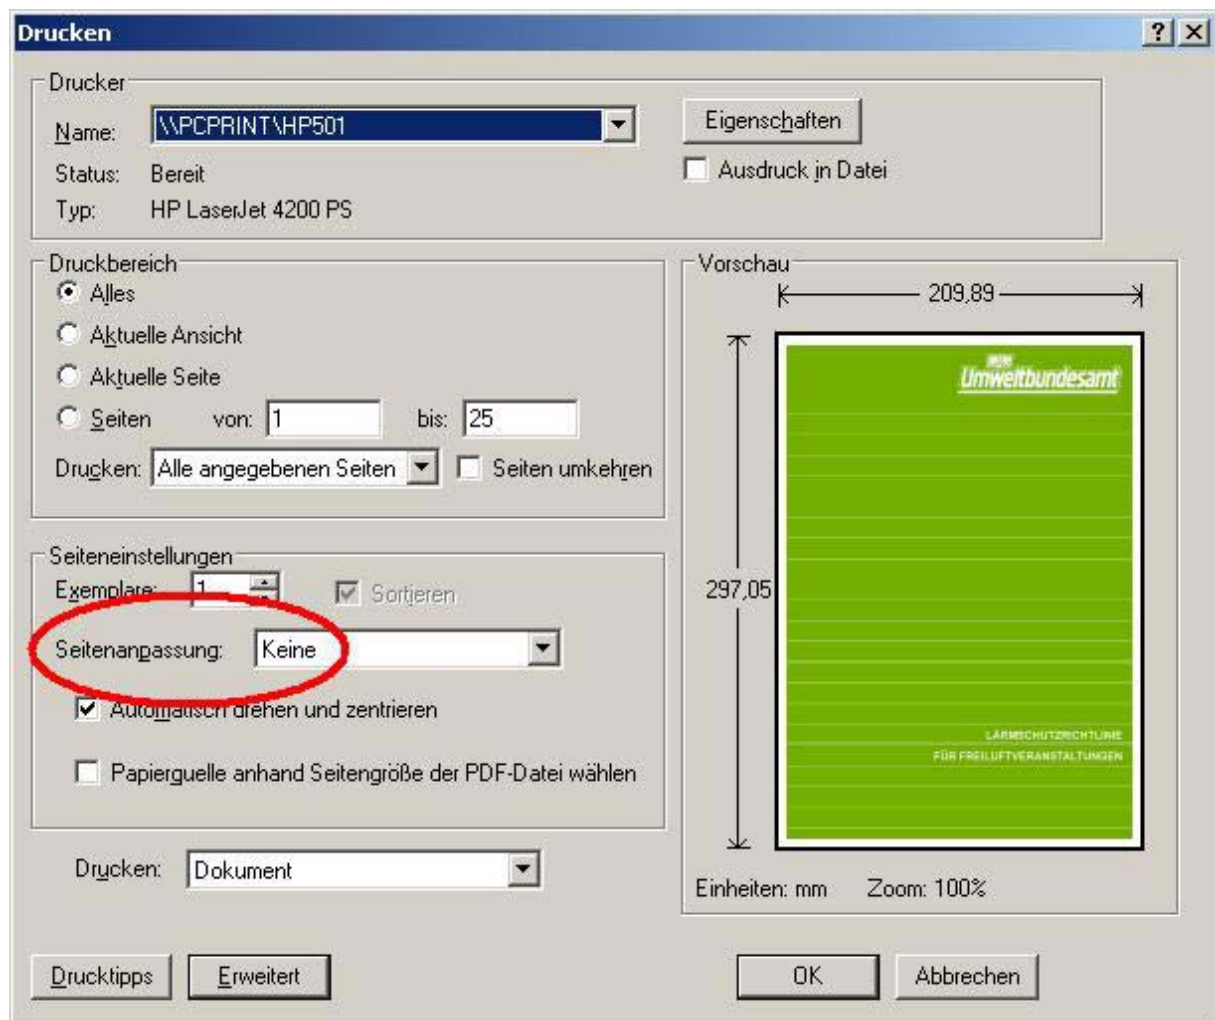 Drucken
Drucker
Name: \\PCPRINT\HP501
Eigenschaften
Status: Bereit
Ausdruck in Datei
Typ: HP LaserJet 4200 PS
Druckbereich
Alles
Aktuelle Ansicht
Aktuelle Seite
Seiten von: 1 bis: 25
Drucken: Alle angegebenen Seiten Seiten umkehren
Seiteneinstellungen
Exemplare: 1 Sortieren
Seitenanpassung: Keine
Automatisch drehen und zentrieren
Papierquelle anhand Seitengröße der PDF-Datei wählen
Drucken: Dokument
Vorschau
209,89
Umweltbundesamt
297,05
LÄRMSCHUTZRICHTLINIE
FÜR FREILUFTVERANSTALTUNGEN
Einheiten: mm Zoom: 100%
Drucktipps Erweitert OK Abbrechen